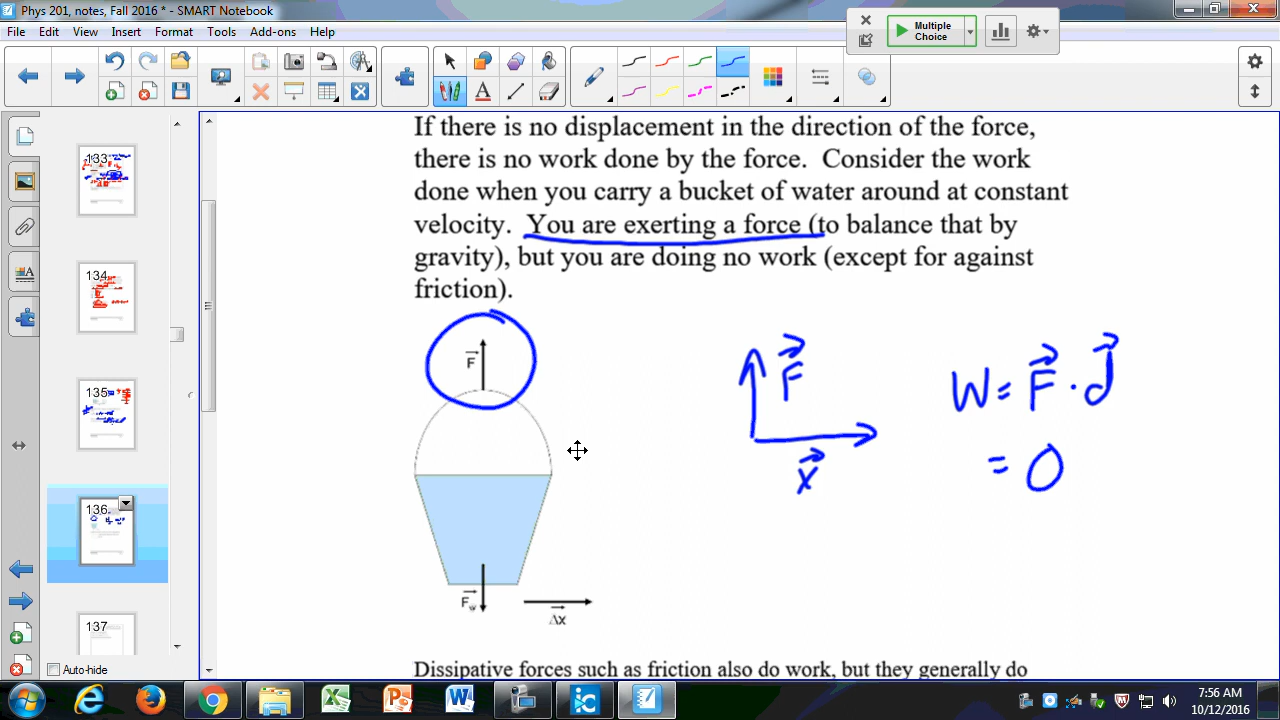 Phys 201, notes, Fall 2016 * - SMART Notebook
File Edit View Insert Format Tools Add-ons Help
Multiple
Choice
If there is no displacement in the direction of the force,
there is no work done by the force. Consider the work
done when you carry a bucket of water around at constant
velocity. You are exerting a force (to balance that by
gravity), but you are doing no work (except for against
friction).
F
F
x
W = F · d
= 0
Fw
Δx
Dissipative forces such as friction also do work, but they generally do
133
134
135
136
137
Auto-hide
7:56 AM
10/12/2016